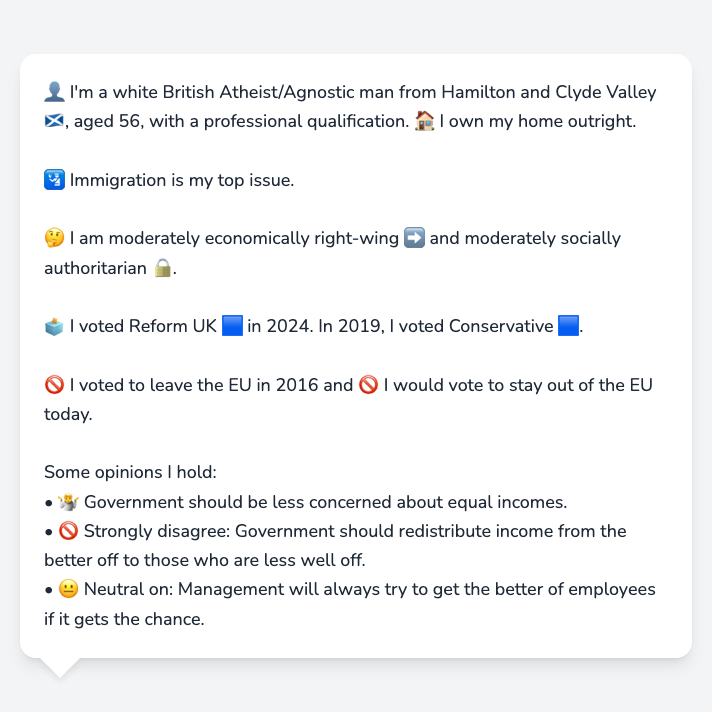 👤 I'm a white British Atheist/Agnostic man from Hamilton and Clyde Valley
🏴󠁧󠁢󠁳󠁣󠁴󠁿, aged 56, with a professional qualification. 🏠 I own my home outright.
🛂 Immigration is my top issue.
🤔 I am moderately economically right-wing ➡️ and moderately socially
authoritarian 🔒.
🗳️ I voted Reform UK 🟦 in 2024. In 2019, I voted Conservative 🟦.
🚫 I voted to leave the EU in 2016 and 🚫 I would vote to stay out of the EU
today.
Some opinions I hold:
• 🤷 Government should be less concerned about equal incomes.
• 🚫 Strongly disagree: Government should redistribute income from the
better off to those who are less well off.
• 😐 Neutral on: Management will always try to get the better of employees
if it gets the chance.